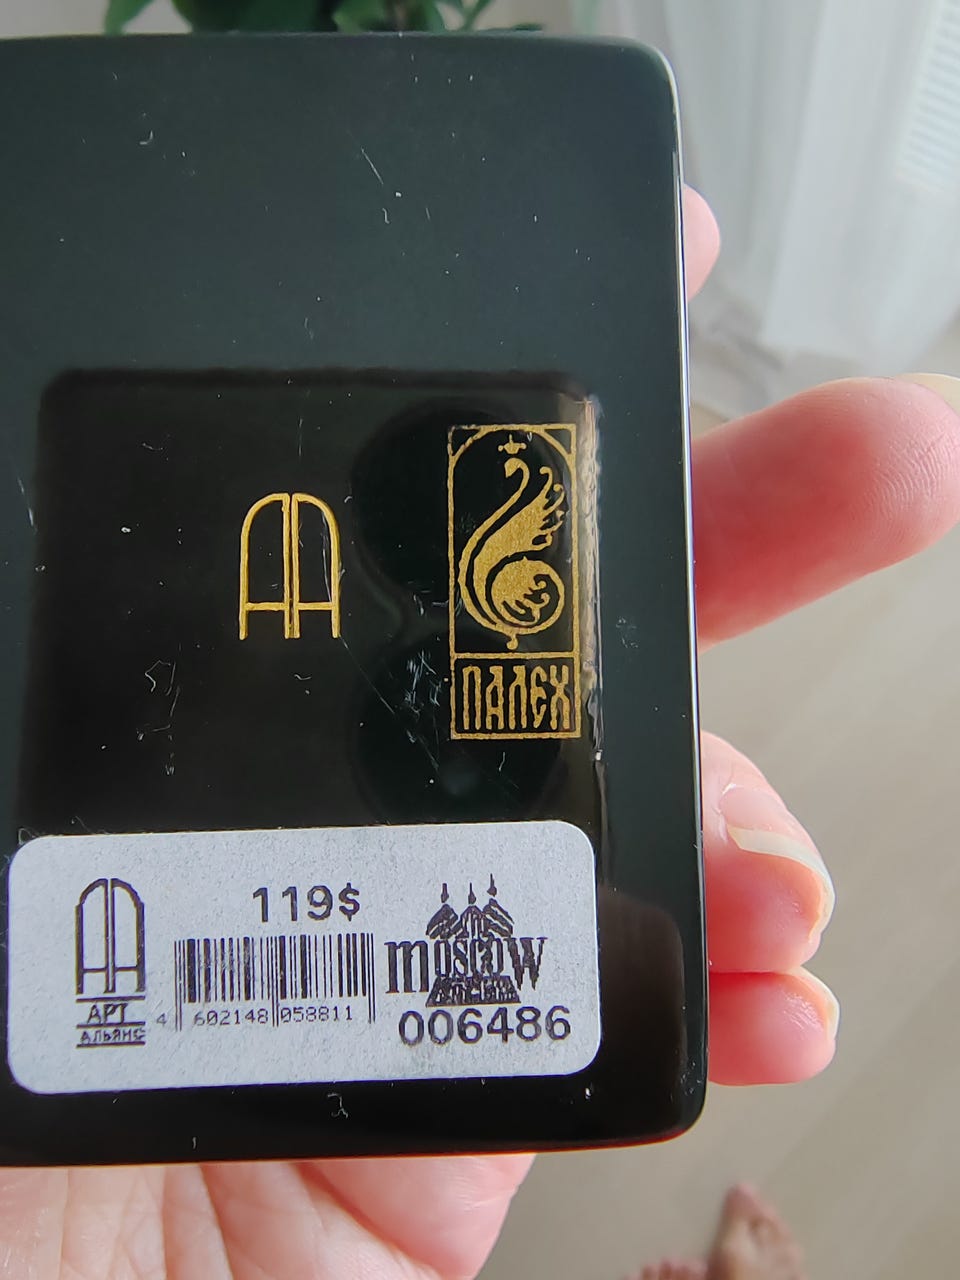 ПАЛЕХ
119$
АРТ
АЛЬЯНС
4 602148 058811
moscow
006486